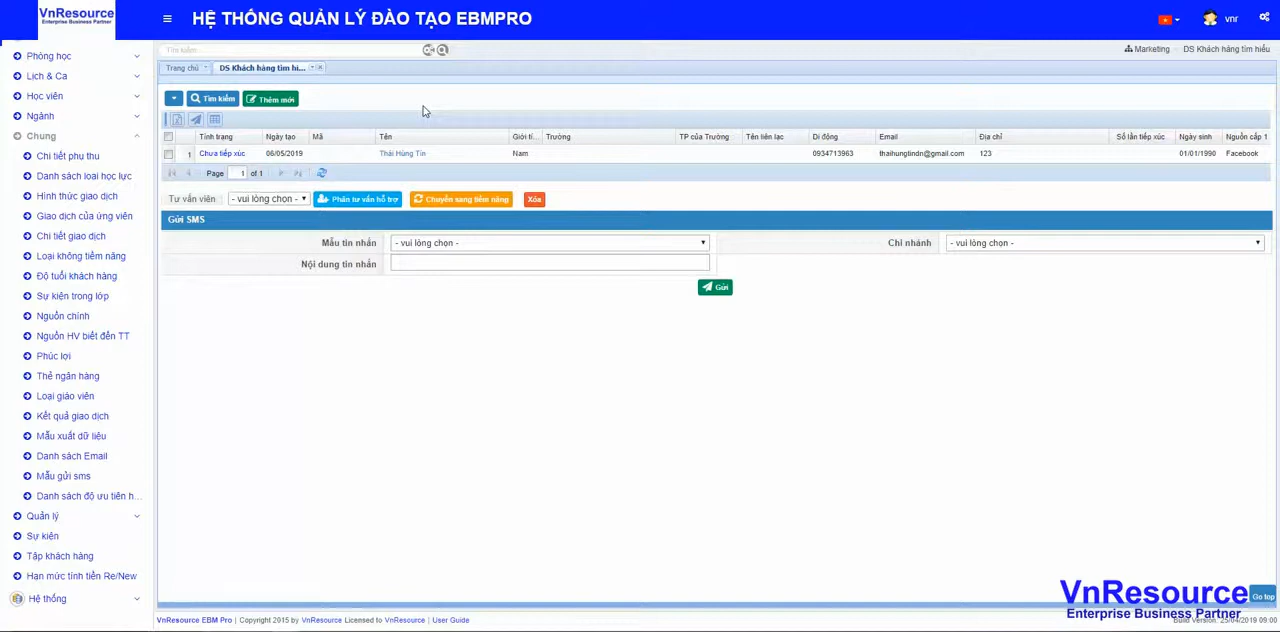 VnResource
Enterprise Business Partner
HỆ THỐNG QUẢN LÝ ĐÀO TẠO EBMPRO
vnr
Phòng học
Lịch & Ca
Học viên
Ngành
Chung
Chi tiết phụ thu
Danh sách loại học lực
Hình thức giao dịch
Giao dịch của ứng viên
Chi tiết giao dịch
Loại không tiềm năng
Độ tuổi khách hàng
Sự kiện trong lớp
Nguồn chính
Nguồn HV biết đến TT
Phúc lợi
Thẻ ngân hàng
Loại giáo viên
Kết quả giao dịch
Mẫu xuất dữ liệu
Danh sách Email
Mẫu gửi sms
Danh sách độ ưu tiên h...
Quản lý
Sự kiện
Tập khách hàng
Hạn mức tính tiền Re/New
Hệ thống
Tìm kiếm...
Marketing
DS Khách hàng tìm hiểu
Trang chủ
DS Khách hàng tìm hi...
Tìm kiếm
Thêm mới
Tình trạng Ngày tạo Mã Tên Giới tí... Trường TP của Trường Tên liên lạc Di động Email Địa chỉ Số lần tiếp xúc Ngày sinh Nguồn cấp 1
1 Chưa tiếp xúc 06/05/2019 Thái Hùng Tín Nam 0934713963 thaihungtindn@gmail.com 123 01/01/1990 Facebook
Page 1 of 1
Tư vấn viên - vui lòng chọn - Phân tư vấn hỗ trợ Chuyển sang tiềm năng Xóa
Gửi SMS
Mẫu tin nhắn - vui lòng chọn - Chi nhánh - vui lòng chọn -
Nội dung tin nhắn
Gửi
VnResource
Enterprise Business Partner
Go top
VnResource EBM Pro | Copyright 2015 by VnResource Licensed to VnResource | User Guide
Build Version: 25/04/2019 09:00